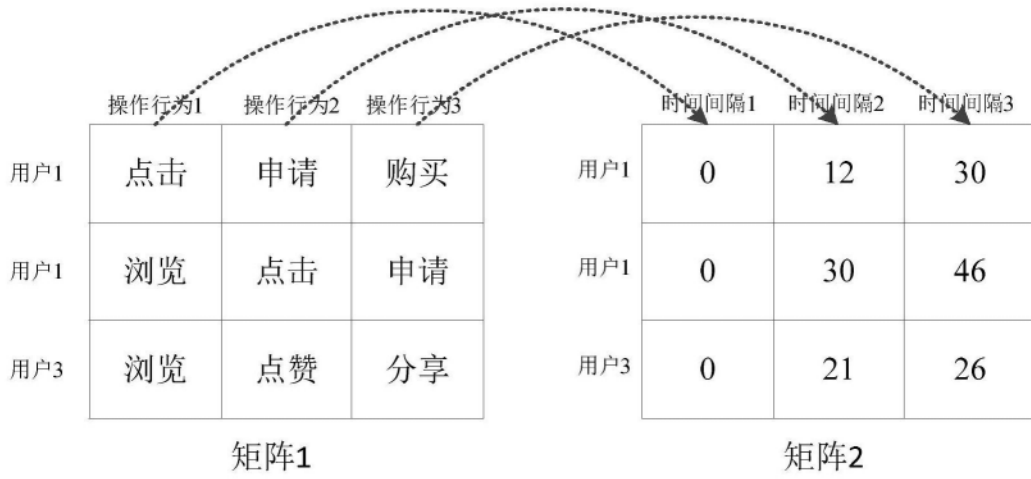 操作行为1 操作行为2 操作行为3 时间间隔1 时间间隔2 时间间隔3
用户1 点击 申请 购买 用户1 0 12 30
用户1 浏览 点击 申请 用户1 0 30 46
用户3 浏览 点赞 分享 用户3 0 21 26
矩阵1 矩阵2